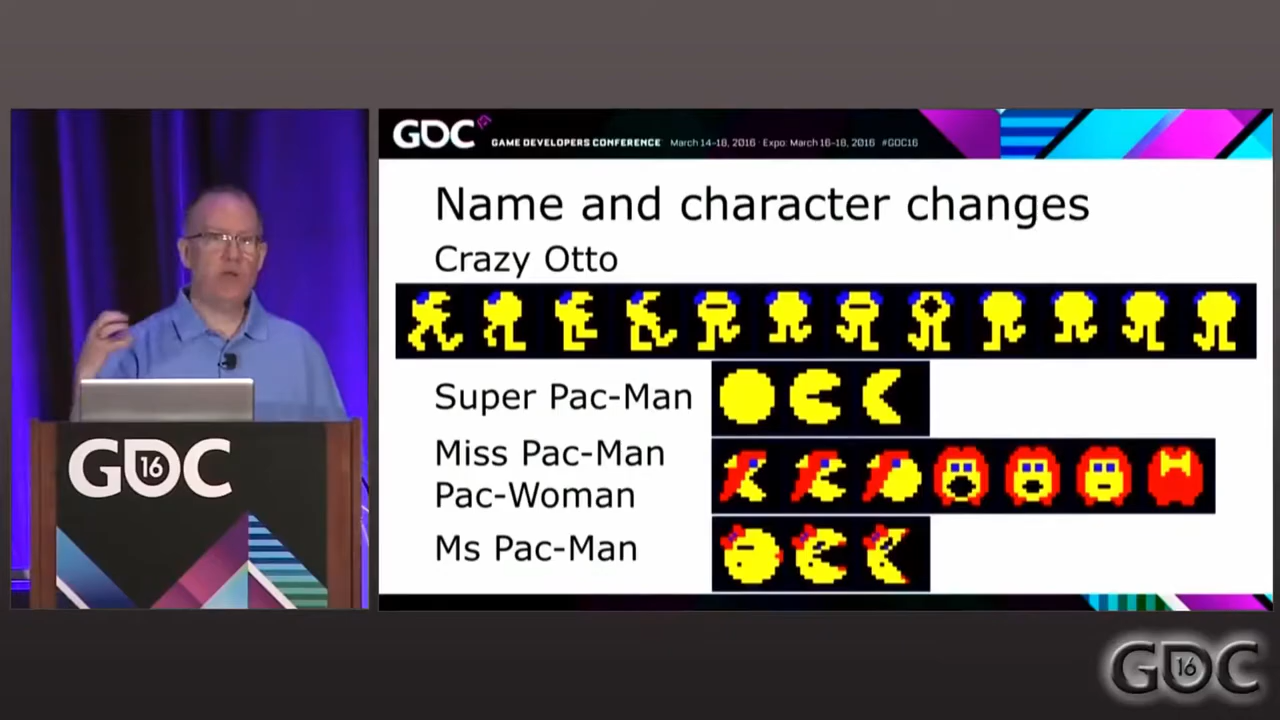 GDC
GAME DEVELOPERS CONFERENCE March 14-18, 2016 · Expo: March 16-18, 2016 #GDC16
Name and character changes
Crazy Otto
Super Pac-Man
Miss Pac-Man
Pac-Woman
Ms Pac-Man
GDC
16
GDC
16